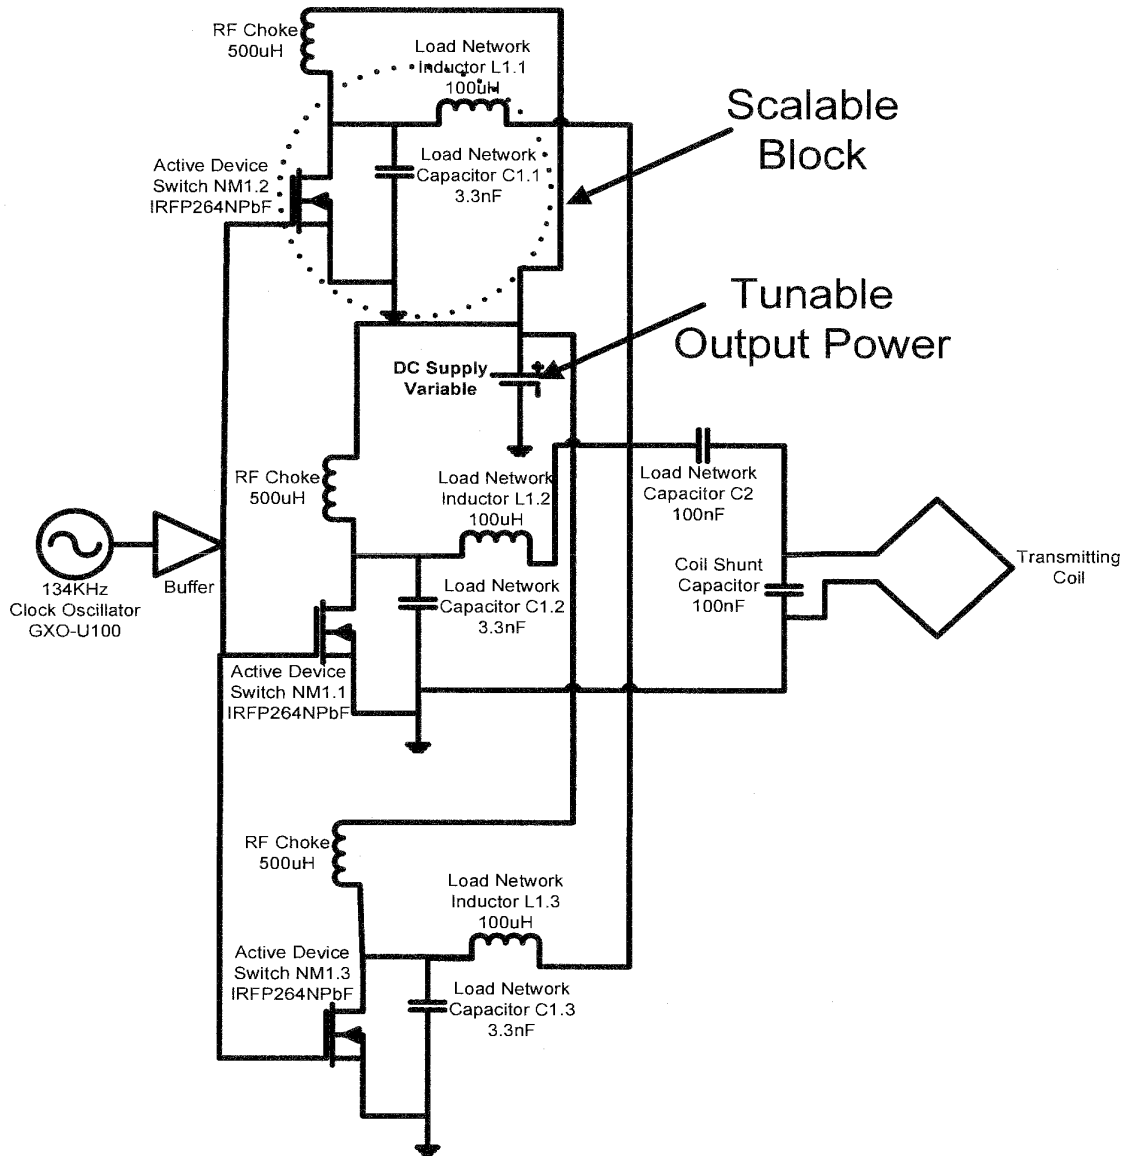 RF Choke
500uH
Load Network
Inductor L1.1
100uH
Scalable
Block
Active Device
Switch NM1.2
IRFP264NPbF
Load Network
Capacitor C1.1
3.3nF
Tunable
Output Power
DC Supply
Variable
+
RF Choke
500uH
Load Network
Inductor L1.2
100uH
Load Network
Capacitor C2
100nF
134KHz
Clock Oscillator
GXO-U100
Buffer
Load Network
Capacitor C1.2
3.3nF
Coil Shunt
Capacitor
100nF
Transmitting
Coil
Active Device
Switch NM1.1
IRFP264NPbF
RF Choke
500uH
Load Network
Inductor L1.3
100uH
Active Device
Switch NM1.3
IRFP264NPbF
Load Network
Capacitor C1.3
3.3nF